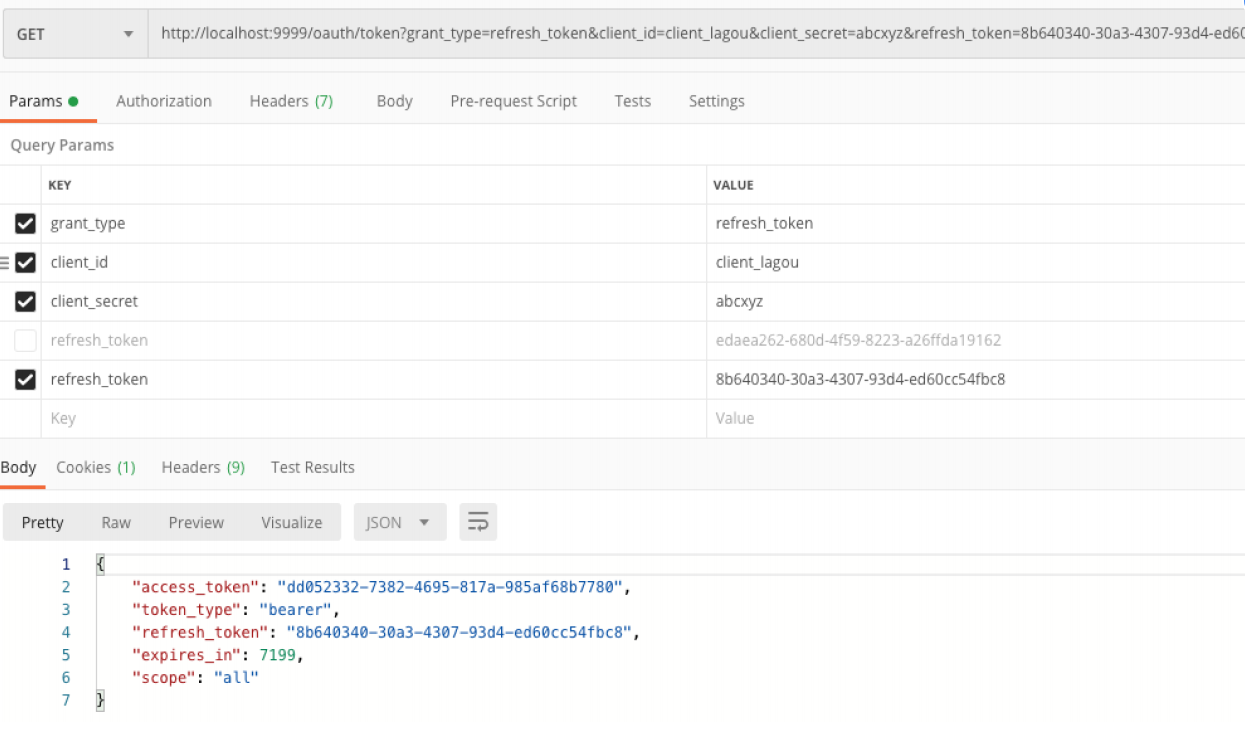 GET http://localhost:9999/oauth/token?grant_type=refresh_token&client_id=client_lagou&client_secret=abcxyz&refresh_token=8b640340-30a3-4307-93d4-ed60
Params Authorization Headers (7) Body Pre-request Script Tests Settings
Query Params
KEY VALUE
grant_type refresh_token
client_id client_lagou
client_secret abcxyz
refresh_token edaea262-680d-4f59-8223-a26ffda19162
refresh_token 8b640340-30a3-4307-93d4-ed60cc54fbc8
Key Value
Body Cookies (1) Headers (9) Test Results
Pretty Raw Preview Visualize JSON
1 {
2 "access_token": "dd052332-7382-4695-817a-985af68b7780",
3 "token_type": "bearer",
4 "refresh_token": "8b640340-30a3-4307-93d4-ed60cc54fbc8",
5 "expires_in": 7199,
6 "scope": "all"
7 }